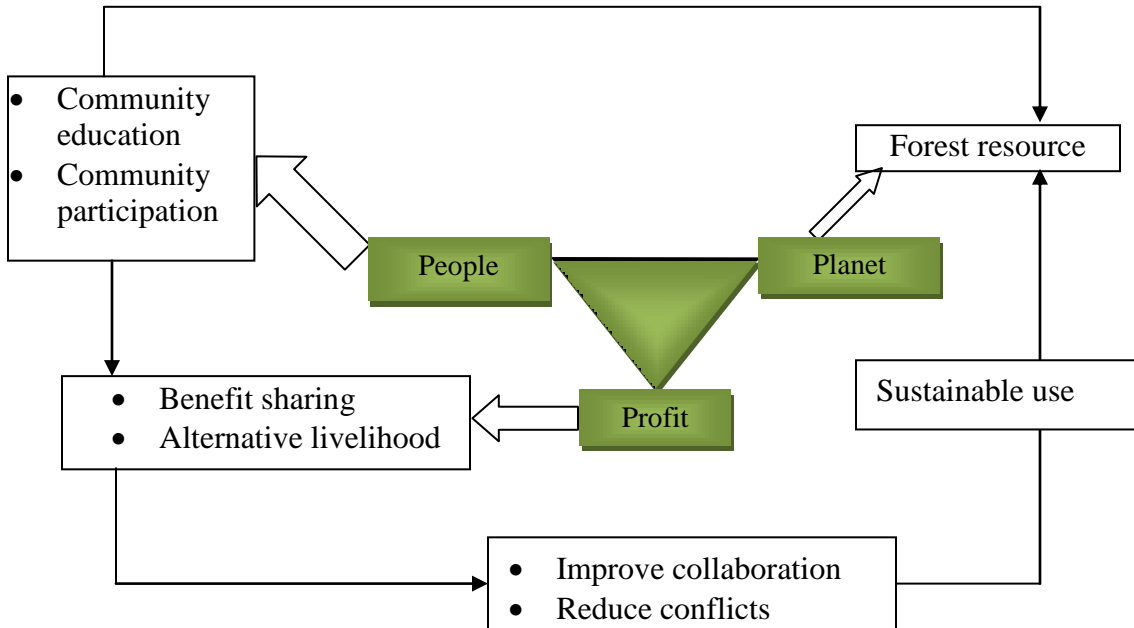 • Community
education
• Community
participation
Forest resource
People
Planet
• Benefit sharing
• Alternative livelihood
Profit
Sustainable use
• Improve collaboration
• Reduce conflicts